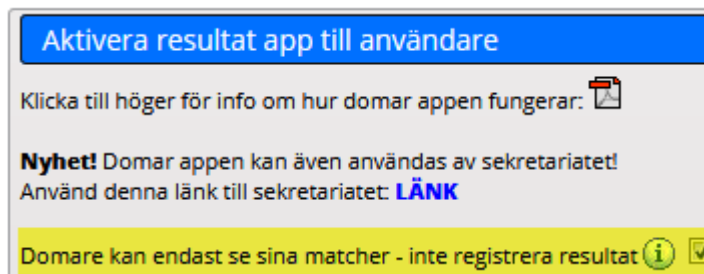 Aktivera resultat app till användare
Klicka till höger för info om hur domar appen fungerar:
Nyhet! Domar appen kan även användas av sekretariatet!
Använd denna länk till sekretariatet: LÄNK
Domare kan endast se sina matcher - inte registrera resultat